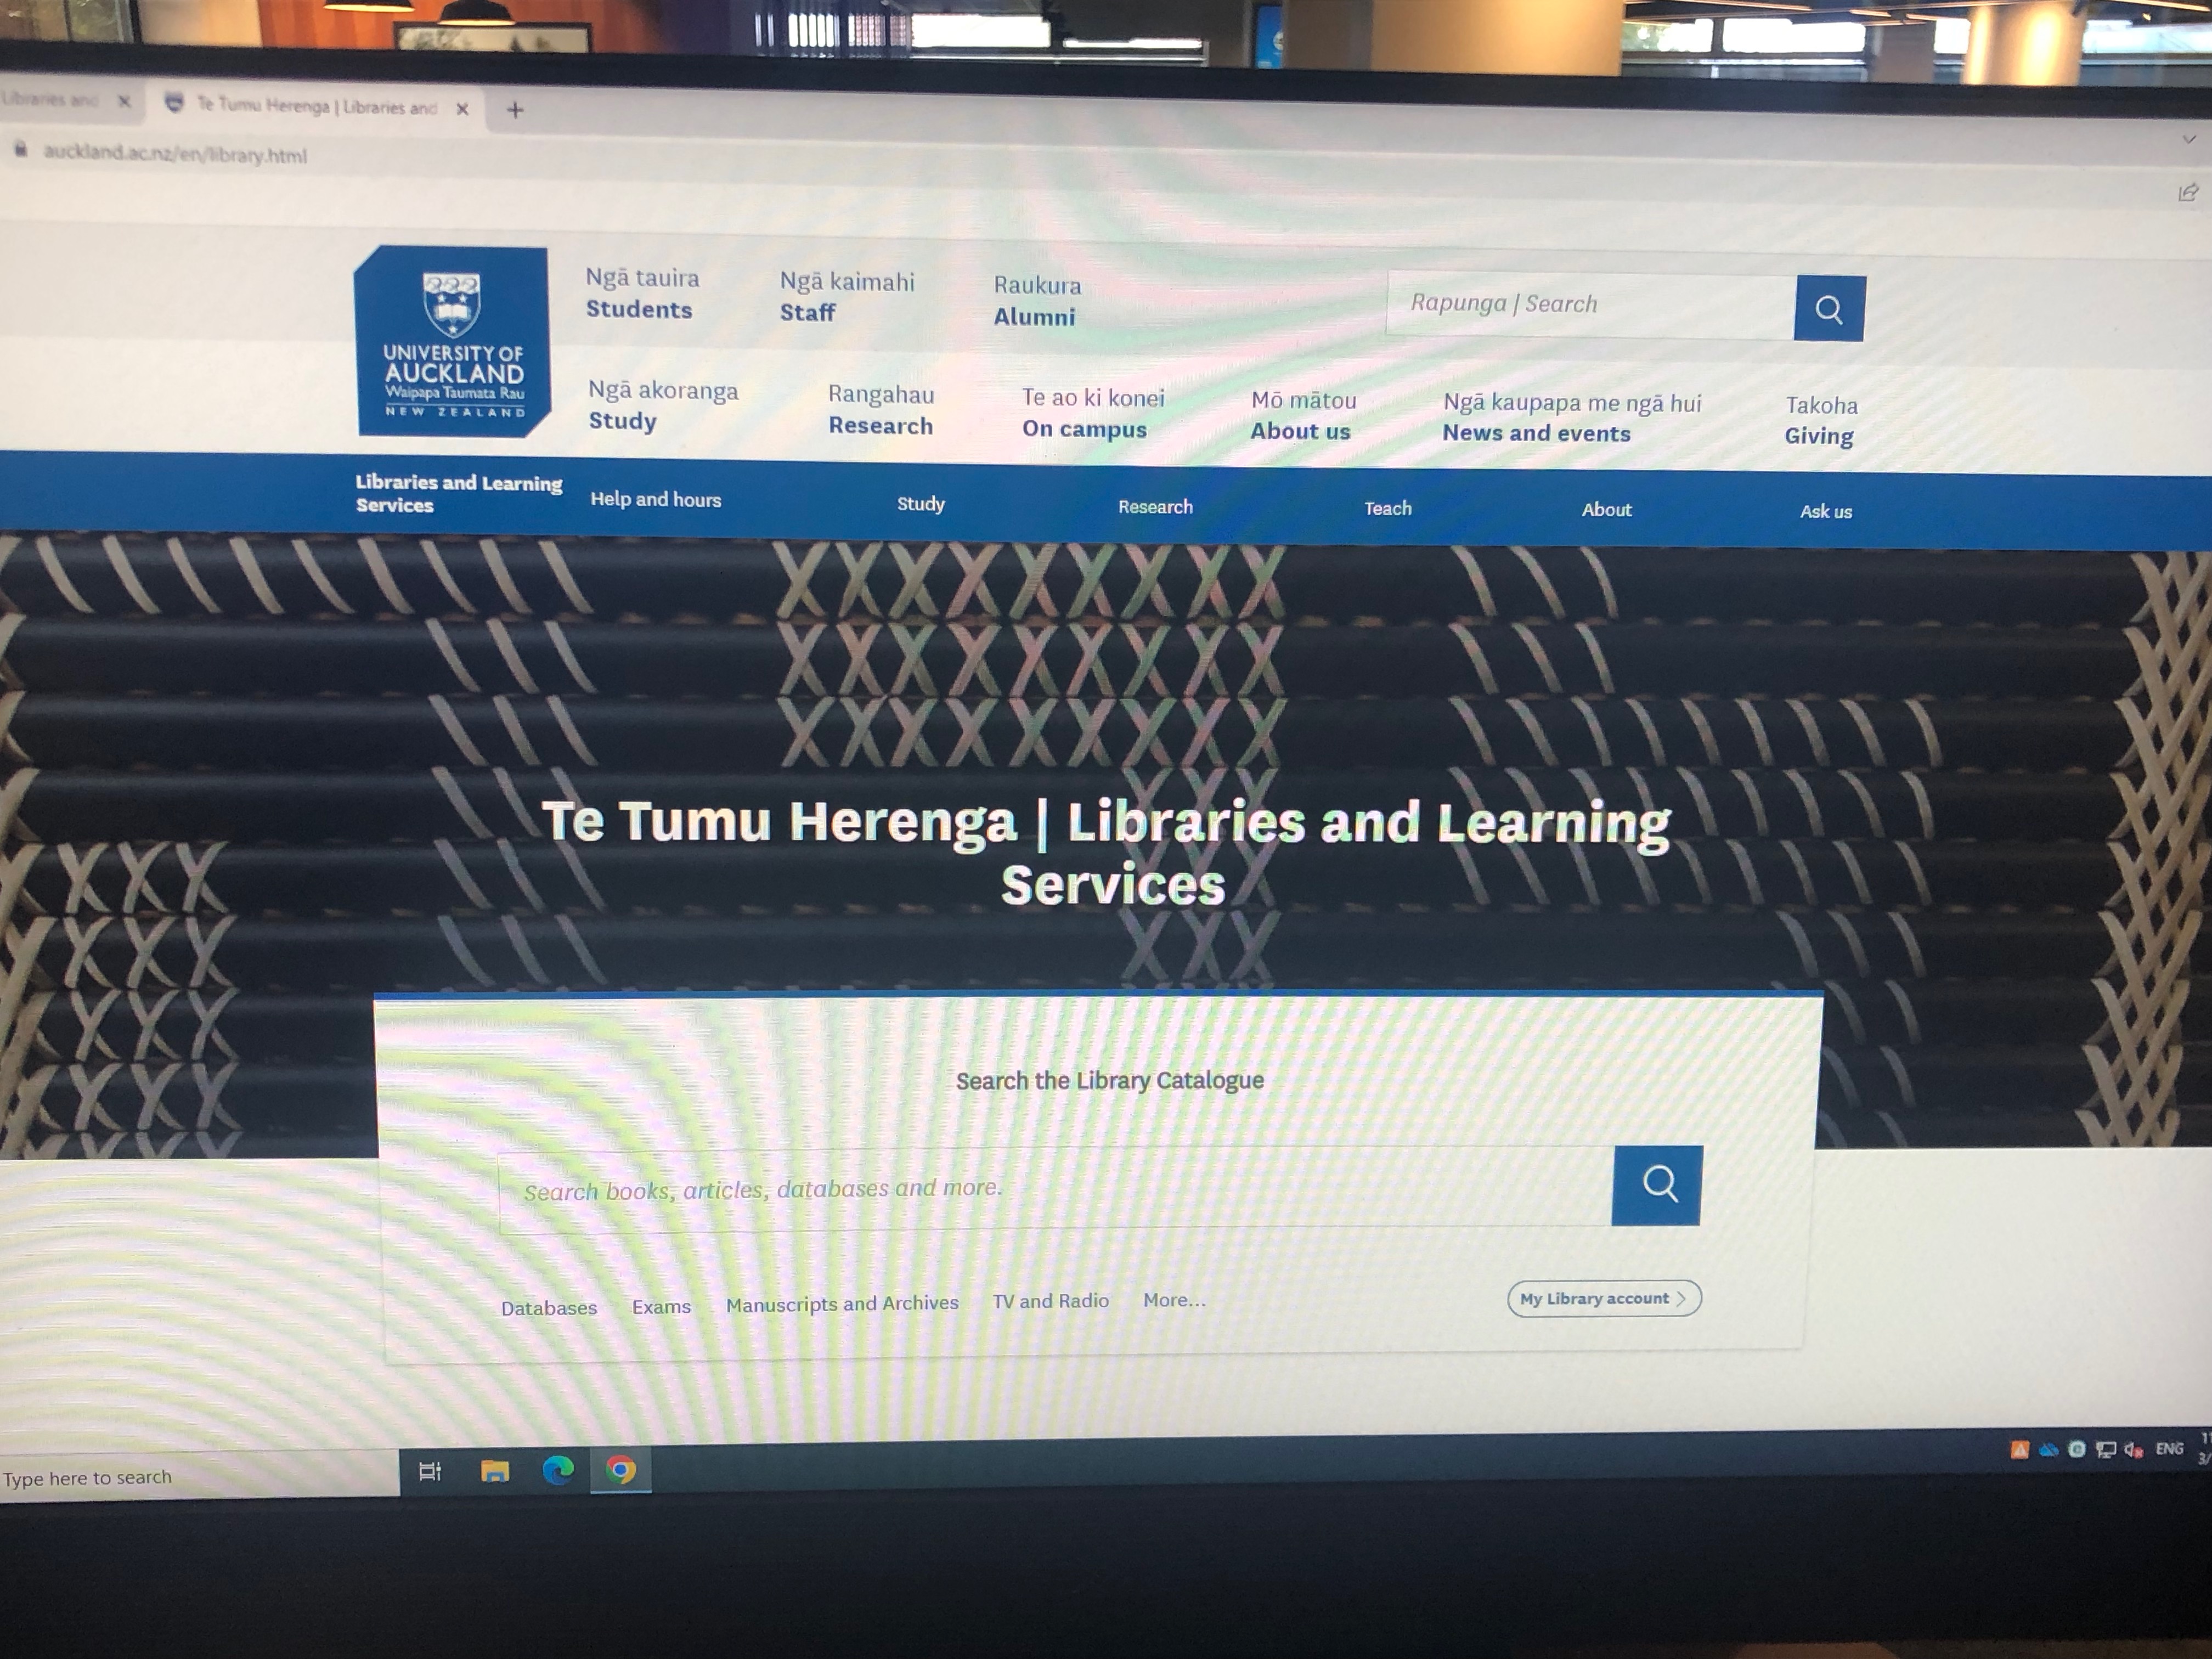 Libraries and
Te Tumu Herenga | Libraries and
auckland.ac.nz/en/library.html
UNIVERSITY OF
AUCKLAND
Waipapa Taumata Rau
NEW ZEALAND
Ngā tauira
Students
Ngā kaimahi
Staff
Raukura
Alumni
Rapunga | Search
Ngā akoranga
Study
Rangahau
Research
Te ao ki konei
On campus
Mō mātou
About us
Ngā kaupapa me ngā hui
News and events
Takoha
Giving
Libraries and Learning
Services
Help and hours
Study
Research
Teach
About
Ask us
Te Tumu Herenga | Libraries and Learning
Services
Search the Library Catalogue
Search books, articles, databases and more.
Databases Exams Manuscripts and Archives TV and Radio More...
My Library account
Type here to search
ENG